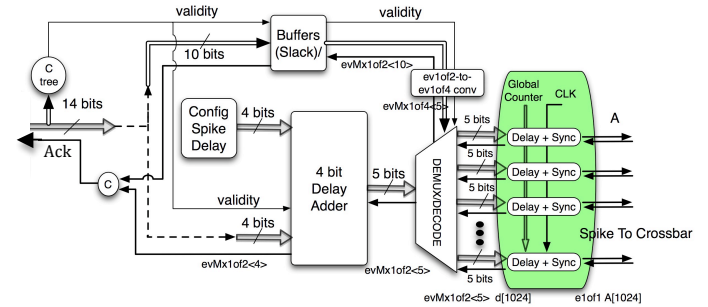 validity
validity
Buffers
(Slack)/
10 bits
evMx1of2<10>
C
tree
ev1of2-to-
ev1of4 conv
evMx1of4<5>
14 bits
Ack
Config
Spike
Delay
4 bits
C
4 bit
Delay
Adder
5 bits
validity
4 bits
evMx1of2<4>
evMx1of2<5>
DEMUX/DECODE
Global
Counter
CLK
5 bits
Delay + Sync
A
5 bits
Delay + Sync
5 bits
Delay + Sync
Spike To Crossbar
Delay + Sync
5 bits
evMx1of2<5> d[1024]
e1of1 A[1024]